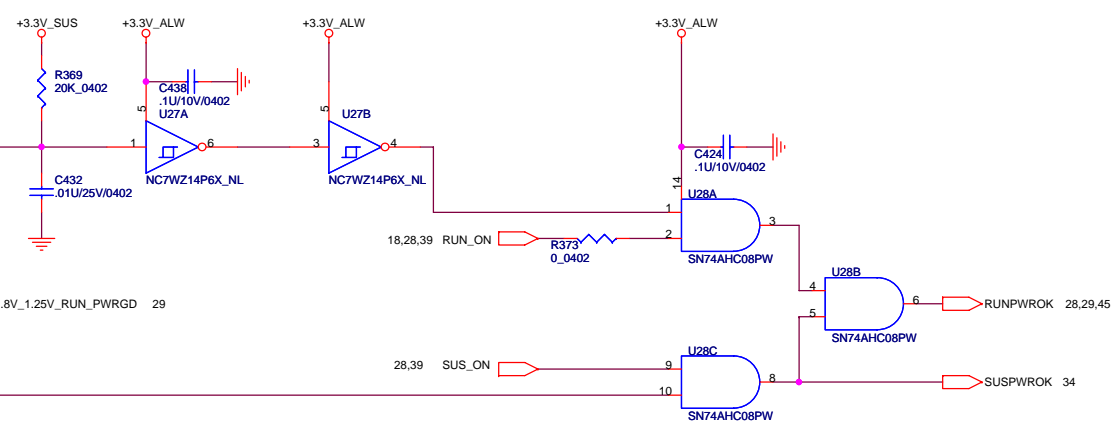 +3.3V_SUS
+3.3V_ALW
+3.3V_ALW
+3.3V_ALW
R369
20K_0402
C438
.1U/10V/0402
5
U27A
1
6
NC7WZ14P6X_NL
5
U27B
3
4
NC7WZ14P6X_NL
C432
.01U/25V/0402
C424
.1U/10V/0402
14
U28A
1
2
3
SN74AHC08PW
18,28,39 RUN_ON
R373
0_0402
U28B
4
5
6
SN74AHC08PW
RUNPWROK 28,29,45
.8V_1.25V_RUN_PWRGD 29
28,39 SUS_ON
U28C
9
10
8
SN74AHC08PW
SUSPWROK 34